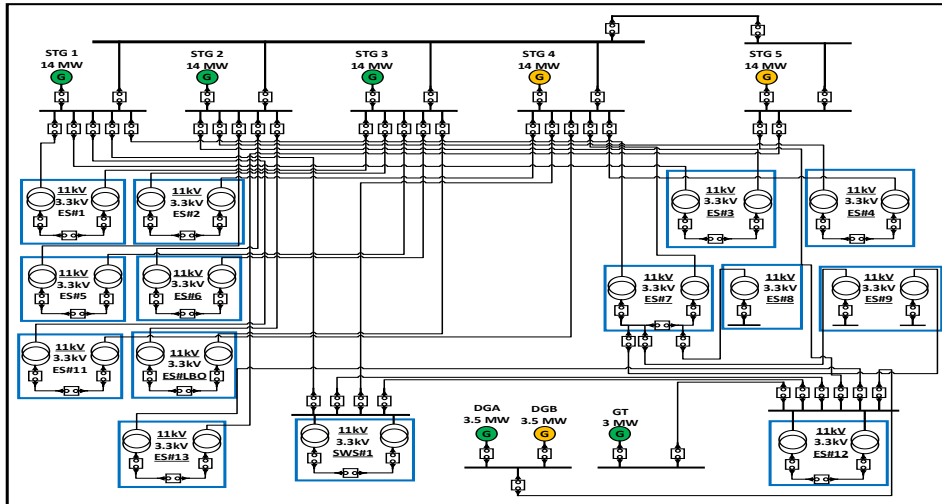 STG 1
14 MW
G
STG 2
14 MW
G
STG 3
14 MW
G
STG 4
14 MW
G
STG 5
14 MW
G
11kV
3.3kV
ES#1
11kV
3.3kV
ES#2
11kV
3.3kV
ES#3
11kV
3.3kV
ES#4
11kV
3.3kV
ES#5
11kV
3.3kV
ES#6
11kV
3.3kV
ES#7
11kV
3.3kV
ES#8
11kV
3.3kV
ES#9
11kV
3.3kV
ES#11
11kV
3.3kV
ES#LBO
11kV
3.3kV
ES#13
11kV
3.3kV
SWS#1
DGA
3.5 MW
G
DGB
3.5 MW
G
GT
3 MW
G
11kV
3.3kV
ES#12